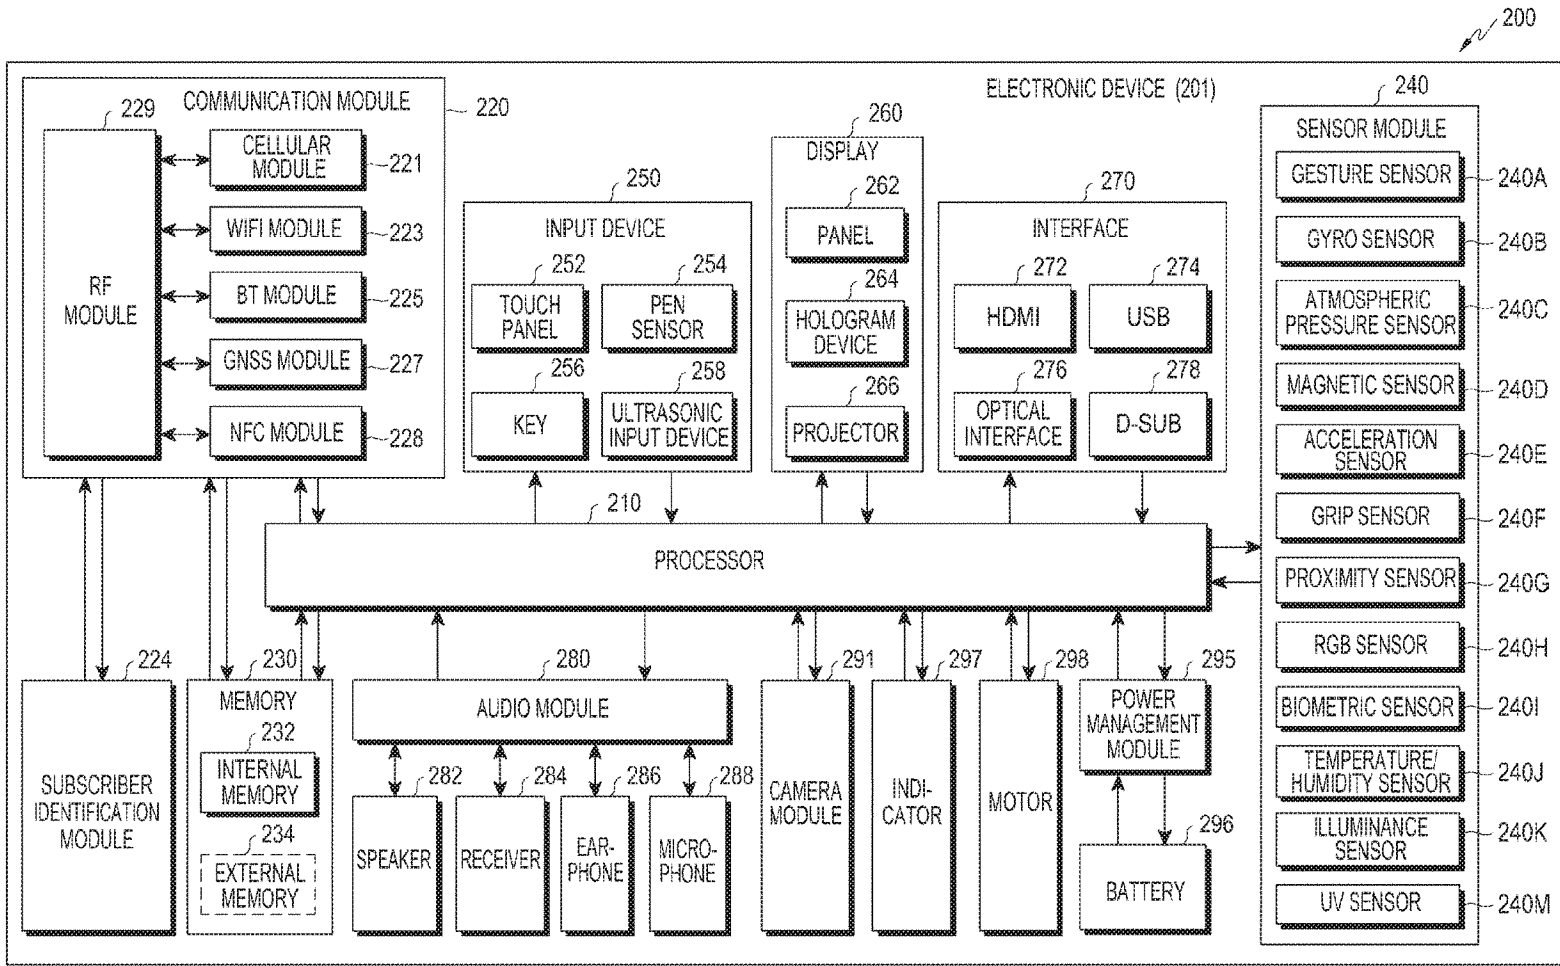 200
ELECTRONIC DEVICE (201)
COMMUNICATION MODULE
220
229
RF
MODULE
CELLULAR
MODULE
221
WIFI MODULE
223
BT MODULE
225
GNSS MODULE
227
NFC MODULE
228
250
INPUT DEVICE
252
TOUCH
PANEL
254
PEN
SENSOR
256
KEY
258
ULTRASONIC
INPUT DEVICE
260
DISPLAY
262
PANEL
264
HOLOGRAM
DEVICE
266
PROJECTOR
270
INTERFACE
272
HDMI
274
USB
276
OPTICAL
INTERFACE
278
D-SUB
240
SENSOR MODULE
GESTURE SENSOR
240A
GYRO SENSOR
240B
ATMOSPHERIC
PRESSURE SENSOR
240C
MAGNETIC SENSOR
240D
ACCELERATION
SENSOR
240E
GRIP SENSOR
240F
PROXIMITY SENSOR
240G
RGB SENSOR
240H
BIOMETRIC SENSOR
240I
TEMPERATURE/
HUMIDITY SENSOR
240J
ILLUMINANCE
SENSOR
240K
UV SENSOR
240M
210
PROCESSOR
224
SUBSCRIBER
IDENTIFICATION
MODULE
230
MEMORY
232
INTERNAL
MEMORY
234
EXTERNAL
MEMORY
280
AUDIO MODULE
282
SPEAKER
284
RECEIVER
286
EAR-
PHONE
288
MICRO-
PHONE
291
CAMERA
MODULE
297
INDI-
CATOR
298
MOTOR
295
POWER
MANAGEMENT
MODULE
296
BATTERY